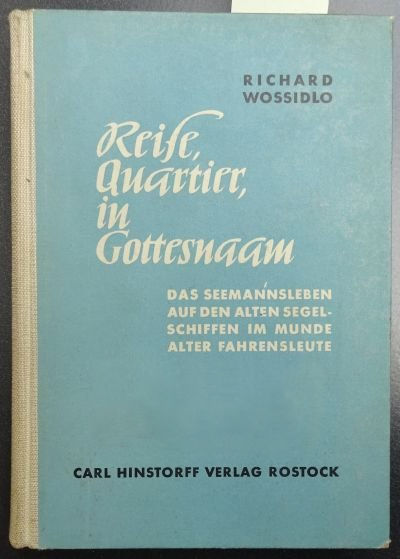 RICHARD
WOSSIDLO
Reise,
Quartier,
in
Gottesnaam
DAS SEEMANNSLEBEN
AUF DEN ALTEN SEGEL-
SCHIFFEN IM MUNDE
ALTER FAHRENSLEUTE
CARL HINSTORFF VERLAG ROSTOCK